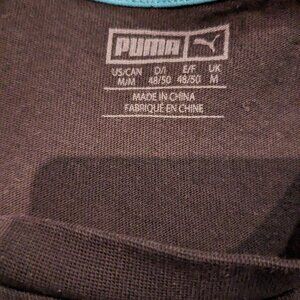 PUMA
US/CAN D/I E/F UK
M/M 48/50 48/50 M
MADE IN CHINA
FABRIQUÉ EN CHINE